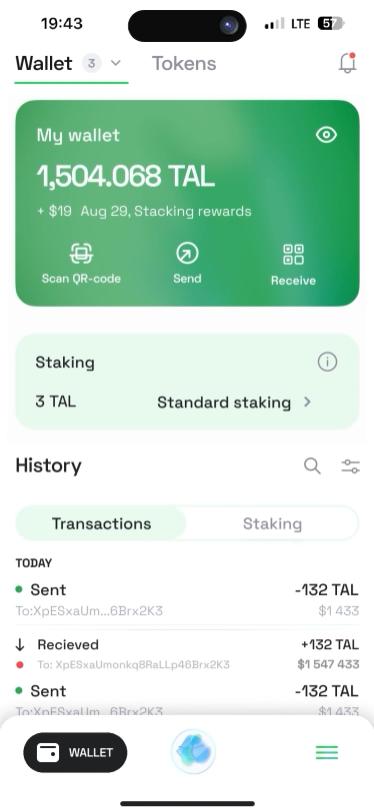 19:43 LTE 57
Wallet 3 Tokens
My wallet
1,504.068 TAL
+ $19 Aug 29, Stacking rewards
Scan QR-code Send Receive
Staking
3 TAL Standard staking
History
Transactions Staking
TODAY
Sent -132 TAL
To:XpESxaUm...6Brx2K3 $1 433
Recieved +132 TAL
To: XpESxaUmonkq8RaLLp46Brx2K3 $1 547 433
Sent -132 TAL
To:XpESxaUm...6Brx2K3 $1 433
WALLET